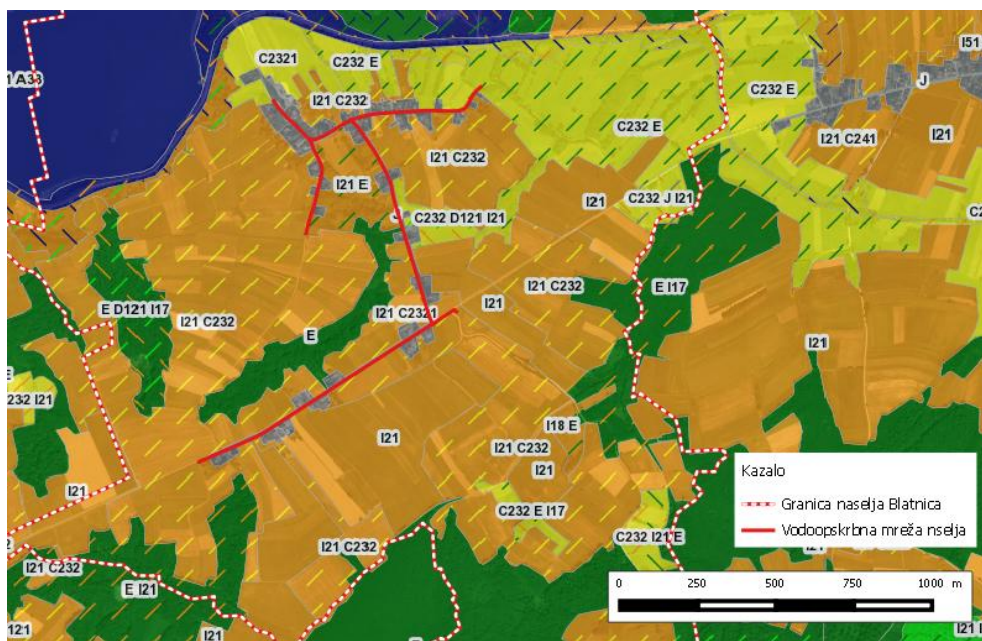 I51
C2321
C232 E
1 A33
J
C232 E
I21 C232
C232 E
I21 C241
I21
I21 C232
I21 E
I21
C232 J I21
C232 D121 I21
I21 C232
E I17
I21
I21 C2321
E D121 I17
I21 C232
E
I21
232 I21
I18 E
I21
I21 C232
I21
I21
C232 E I17
C232 I21 E
I21 C232
I21 C232
E I21
I21
I21
Kazalo
Granica naselja Blatnica
Vodoopskrbna mreža nselja
0 250 500 750 1000 m